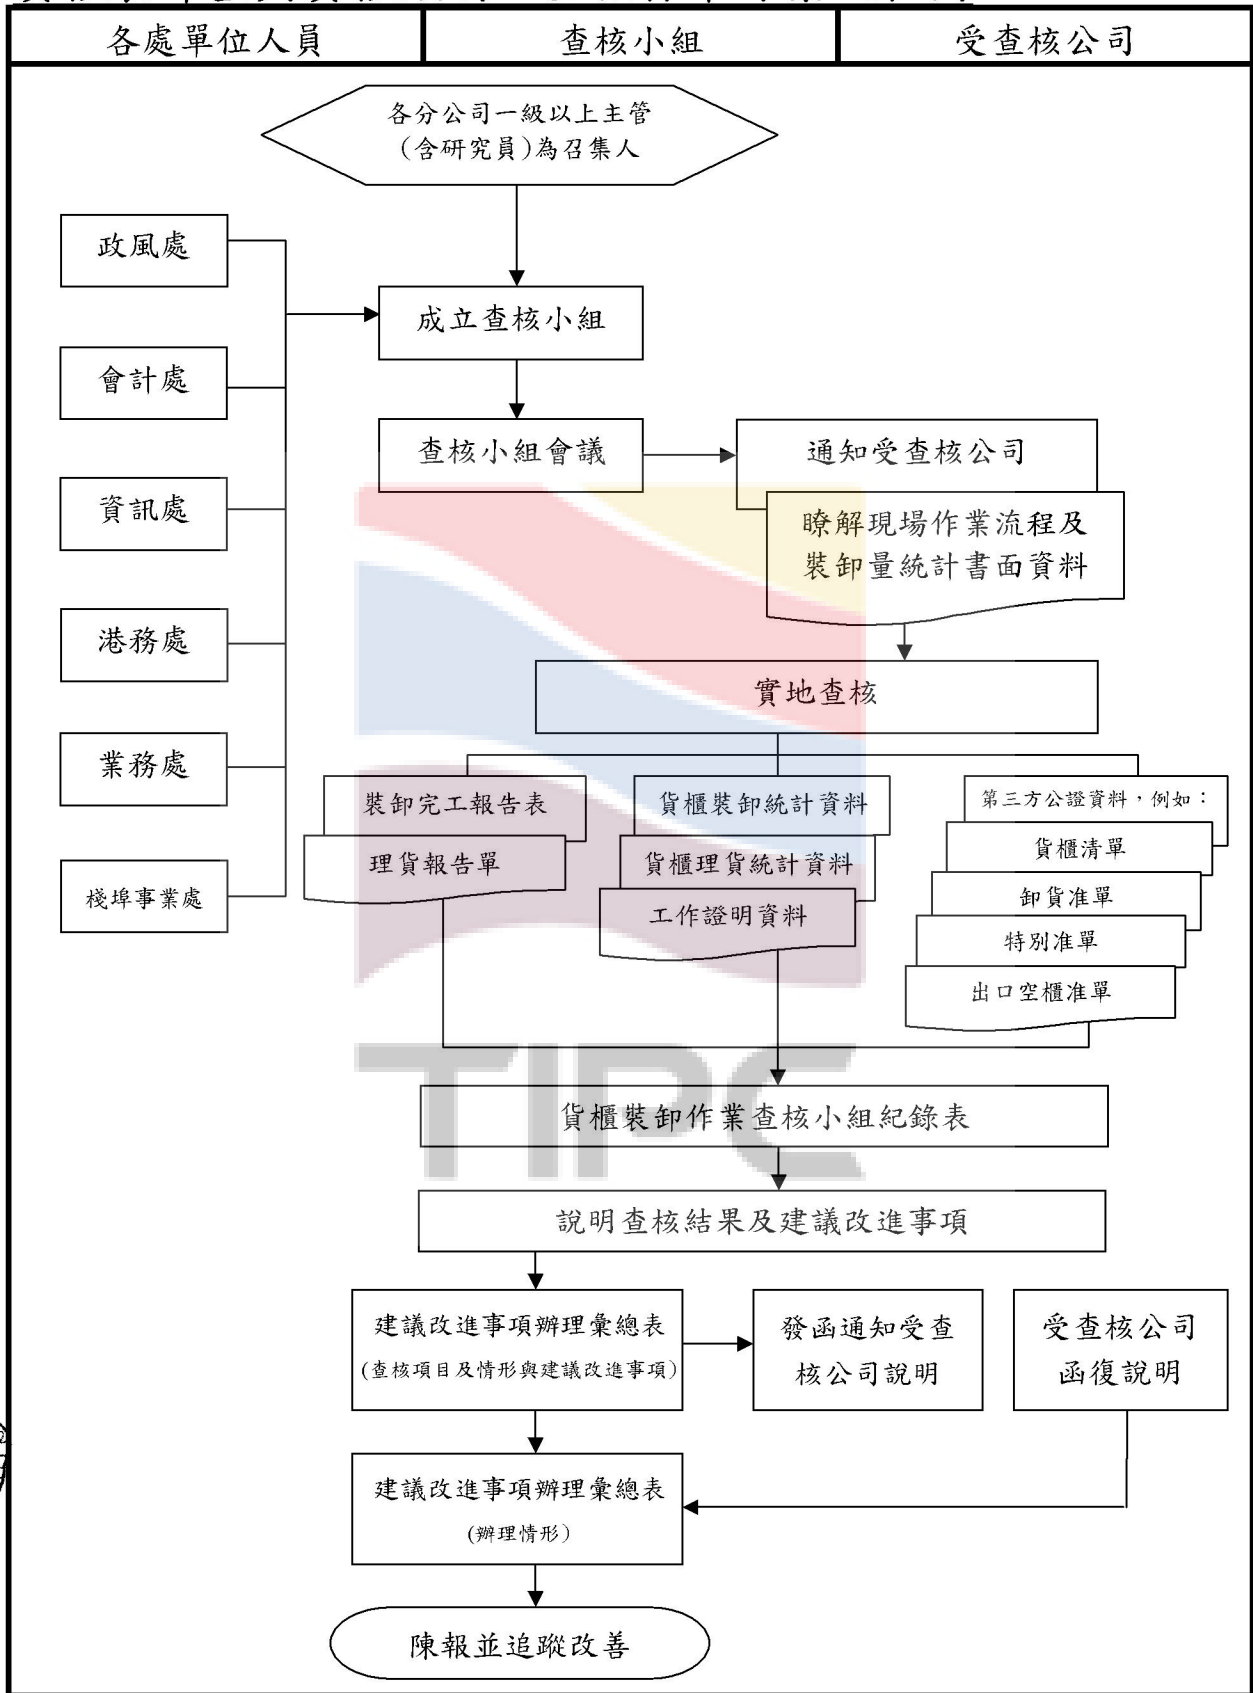 各處單位人員
查核小組
受查核公司
各分公司一級以上主管
(含研究員)為召集人
政風處
會計處
資訊處
港務處
業務處
棧埠事業處
成立查核小組
查核小組會議
通知受查核公司
瞭解現場作業流程及
裝卸量統計書面資料
實地查核
裝卸完工報告表
理貨報告單
貨櫃裝卸統計資料
貨櫃理貨統計資料
工作證明資料
第三方公證資料，例如：
貨櫃清單
卸貨准單
特別准單
出口空櫃准單
TIPC
貨櫃裝卸作業查核小組紀錄表
說明查核結果及建議改進事項
建議改進事項辦理彙總表
(查核項目及情形與建議改進事項)
發函通知受查
核公司說明
受查核公司
函復說明
建議改進事項辦理彙總表
(辦理情形)
陳報並追蹤改善